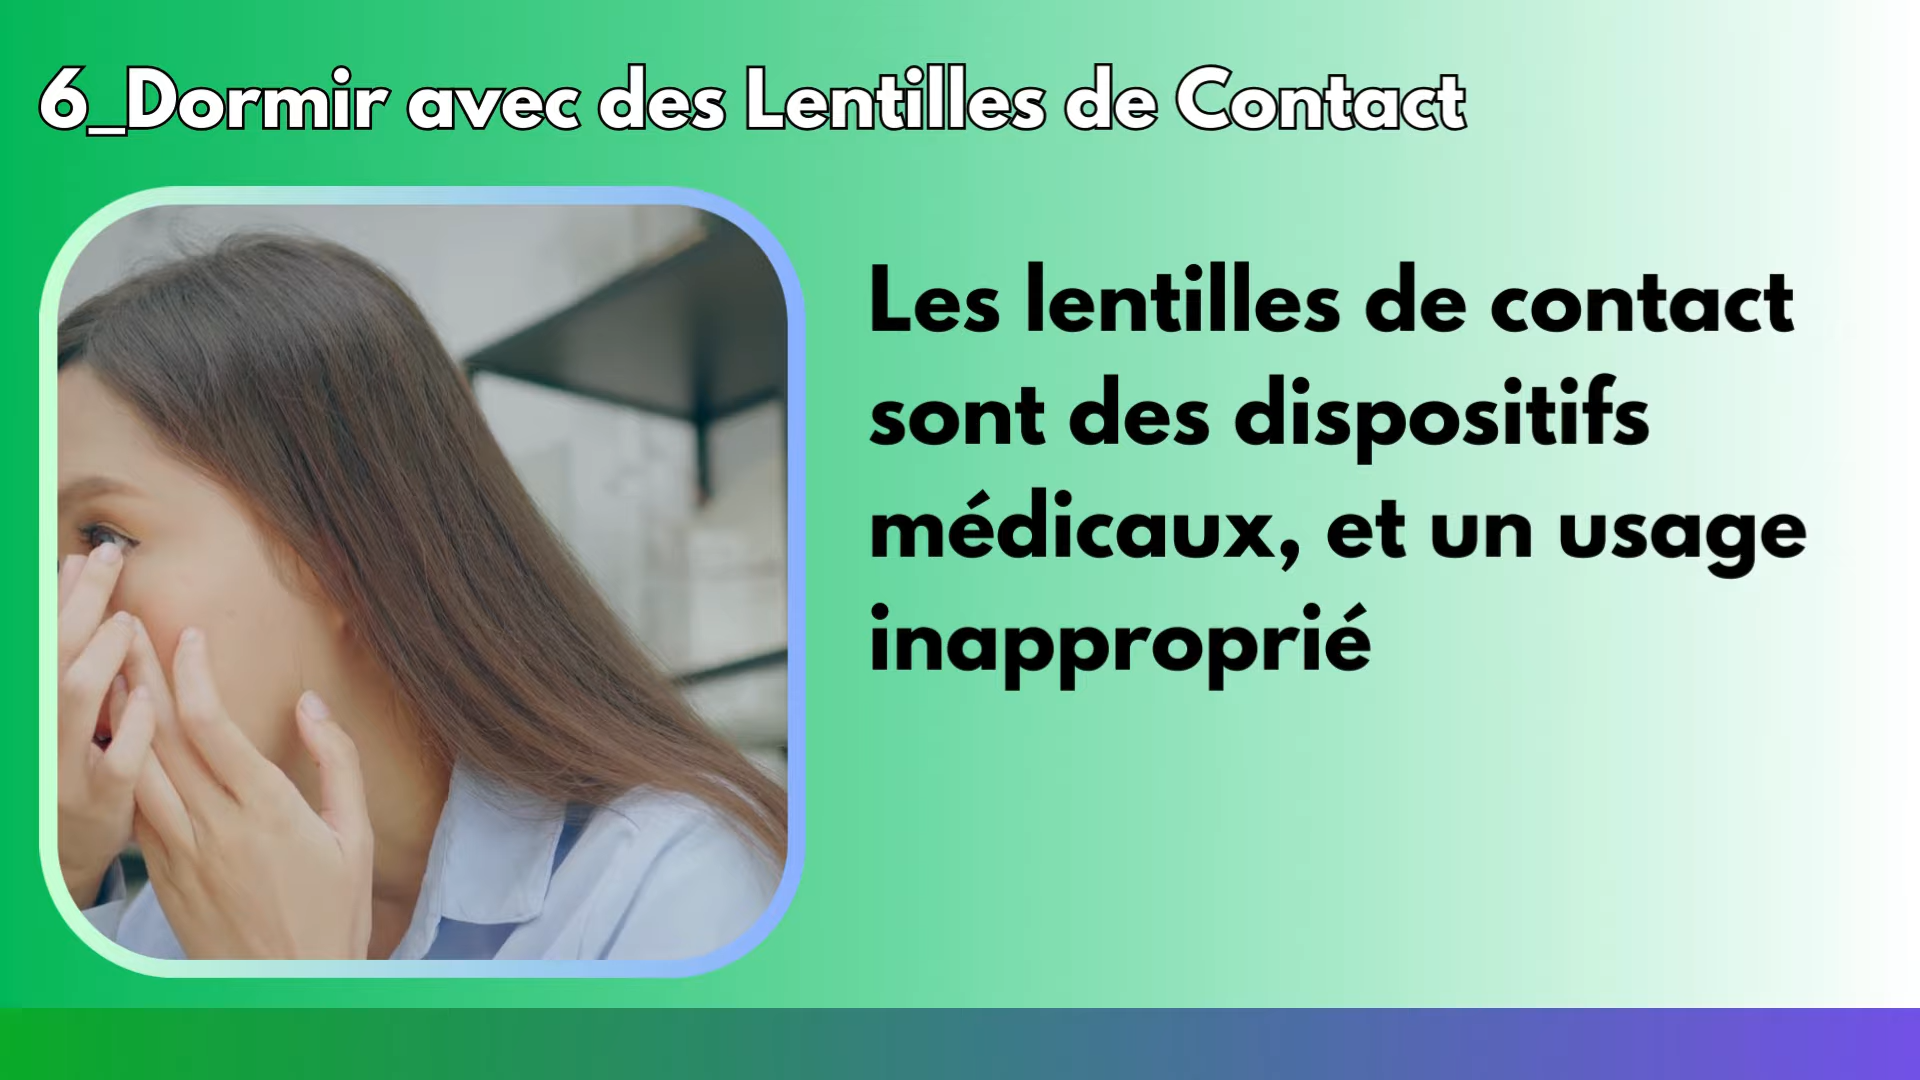 6_Dormir avec des Lentilles de Contact
Les lentilles de contact
sont des dispositifs
médicaux, et un usage
inapproprié